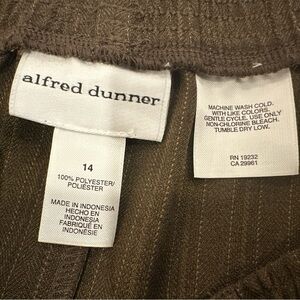 alfred dunner
14
100% POLYESTER/
POLIÉSTER
MADE IN INDONESIA
HECHO EN
INDONESIA
FABRIQUÉ EN
INDONÉSIE
MACHINE WASH COLD.
WITH LIKE COLORS.
GENTLE CYCLE. USE ONLY
NON-CHLORINE BLEACH.
TUMBLE DRY LOW.
RN 19232
CA 29961